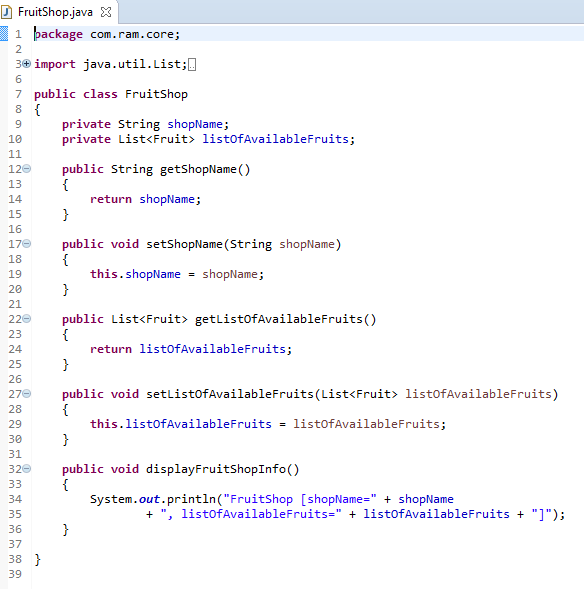 FruitShop.java
1 package com.ram.core;
2
3 import java.util.List;
6
7 public class FruitShop
8 {
9     private String shopName;
10     private List<Fruit> listOfAvailableFruits;
11
12     public String getShopName()
13     {
14         return shopName;
15     }
16
17     public void setShopName(String shopName)
18     {
19         this.shopName = shopName;
20     }
21
22     public List<Fruit> getListOfAvailableFruits()
23     {
24         return listOfAvailableFruits;
25     }
26
27     public void setListOfAvailableFruits(List<Fruit> listOfAvailableFruits)
28     {
29         this.listOfAvailableFruits = listOfAvailableFruits;
30     }
31
32     public void displayFruitShopInfo()
33     {
34         System.out.println("FruitShop [shopName=" + shopName
35                 + ", listOfAvailableFruits=" + listOfAvailableFruits + "]");
36     }
37
38 }
39